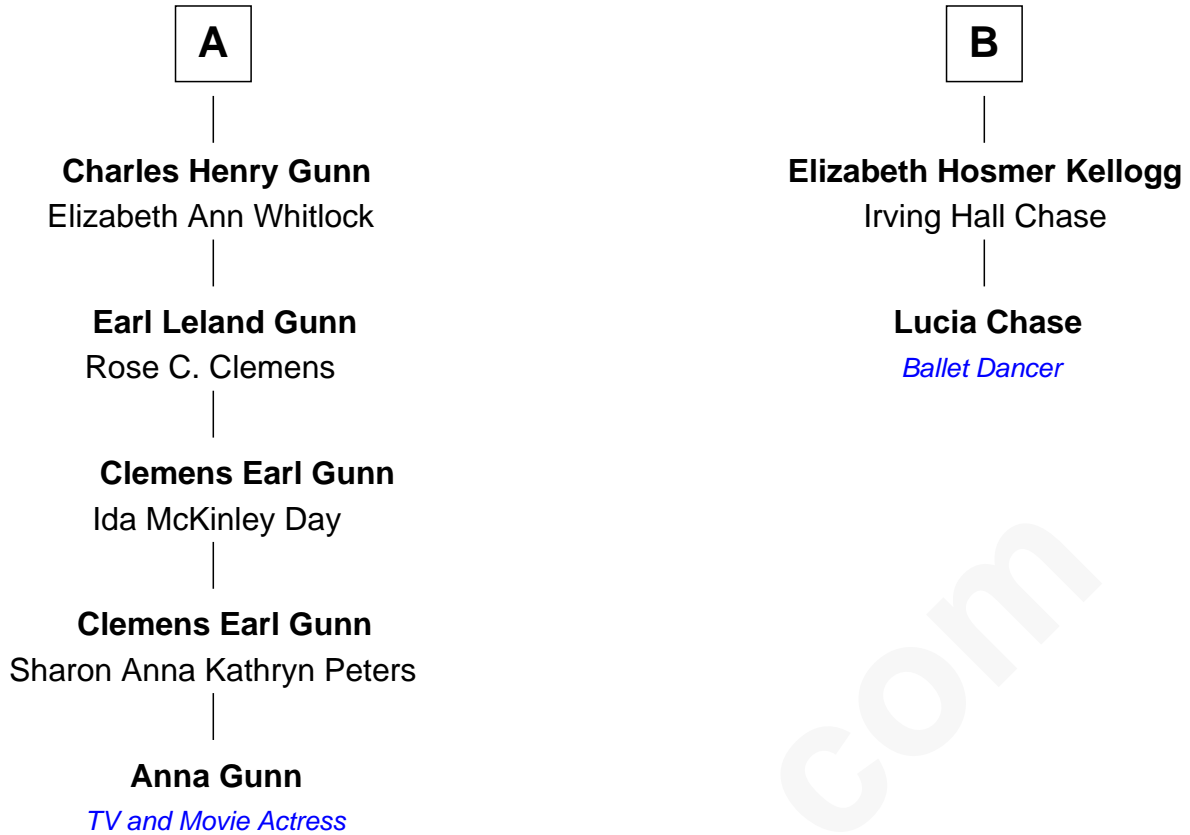 A
Charles Henry Gunn
Elizabeth Ann Whitlock
Earl Leland Gunn
Rose C. Clemens
Clemens Earl Gunn
Ida McKinley Day
Clemens Earl Gunn
Sharon Anna Kathryn Peters
Anna Gunn
TV and Movie Actress
B
Elizabeth Hosmer Kellogg
Irving Hall Chase
Lucia Chase
Ballet Dancer
com